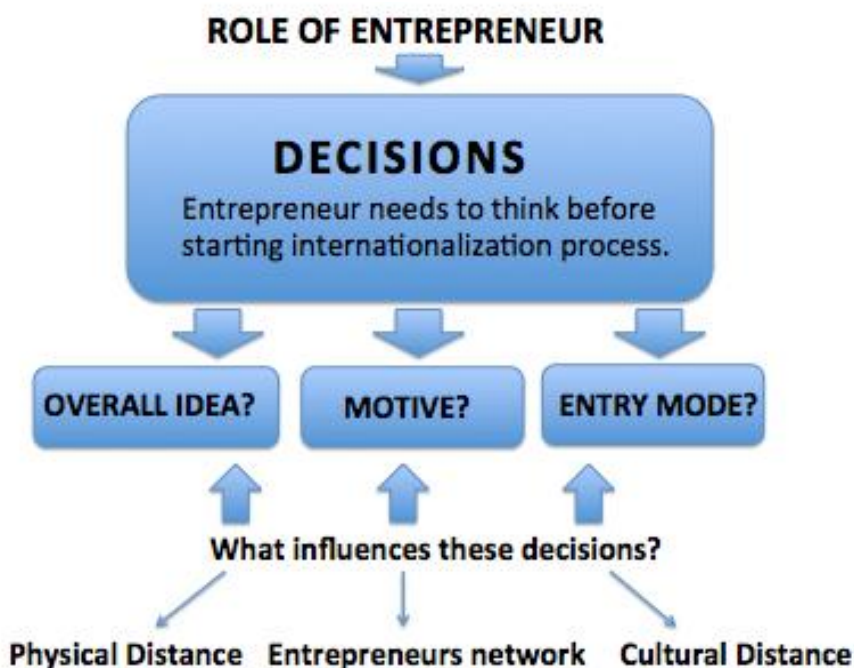 ROLE OF ENTREPRENEUR
DECISIONS
Entrepreneur needs to think before
starting internationalization process.
OVERALL IDEA?
MOTIVE?
ENTRY MODE?
What influences these decisions?
Physical Distance
Entrepreneurs network
Cultural Distance